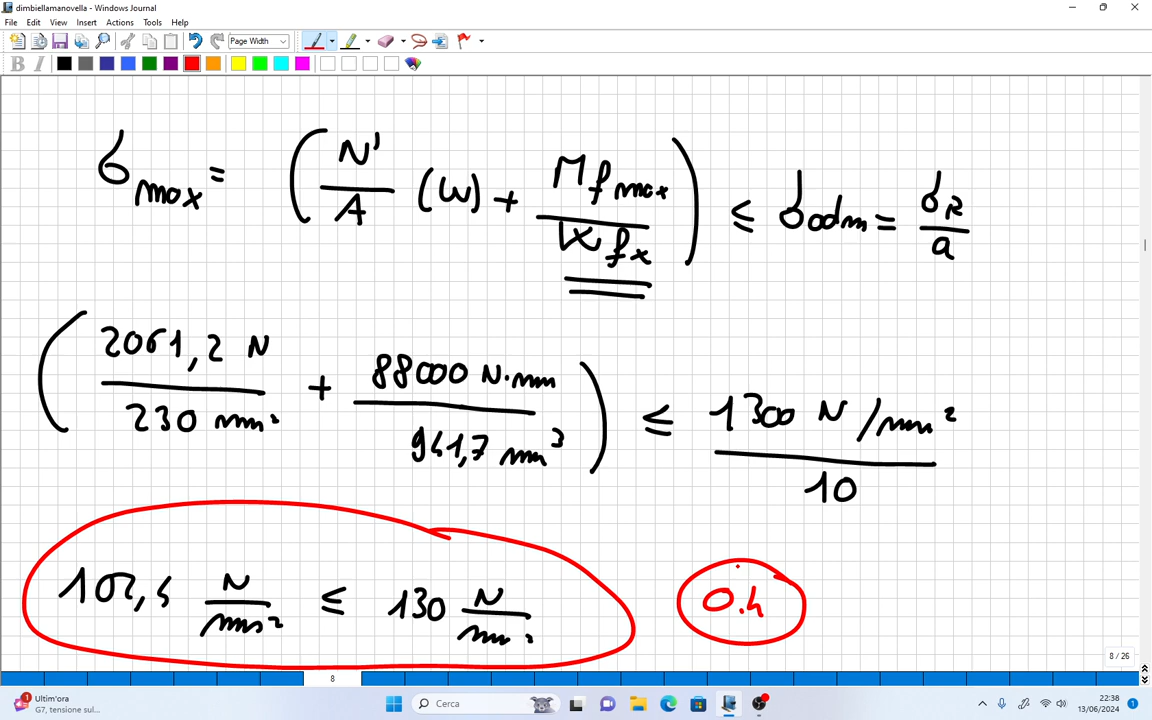 dimbiellamanovella - Windows Journal
File Edit View Insert Actions Tools Help
Page Width
B I
σmax = (N'/A (ω) + Mfmax/Wfx) ≤ σadm = σR/a
(2061,2 N/230 mm² + 88000 N·mm/941,7 mm³) ≤ 1300 N/mm²/10
102,4 N/mm² ≤ 130 N/mm²
O.k
8 / 26
8
1
Ultim'ora
G7, tensione sul...
Cerca
22:38
13/06/2024
1